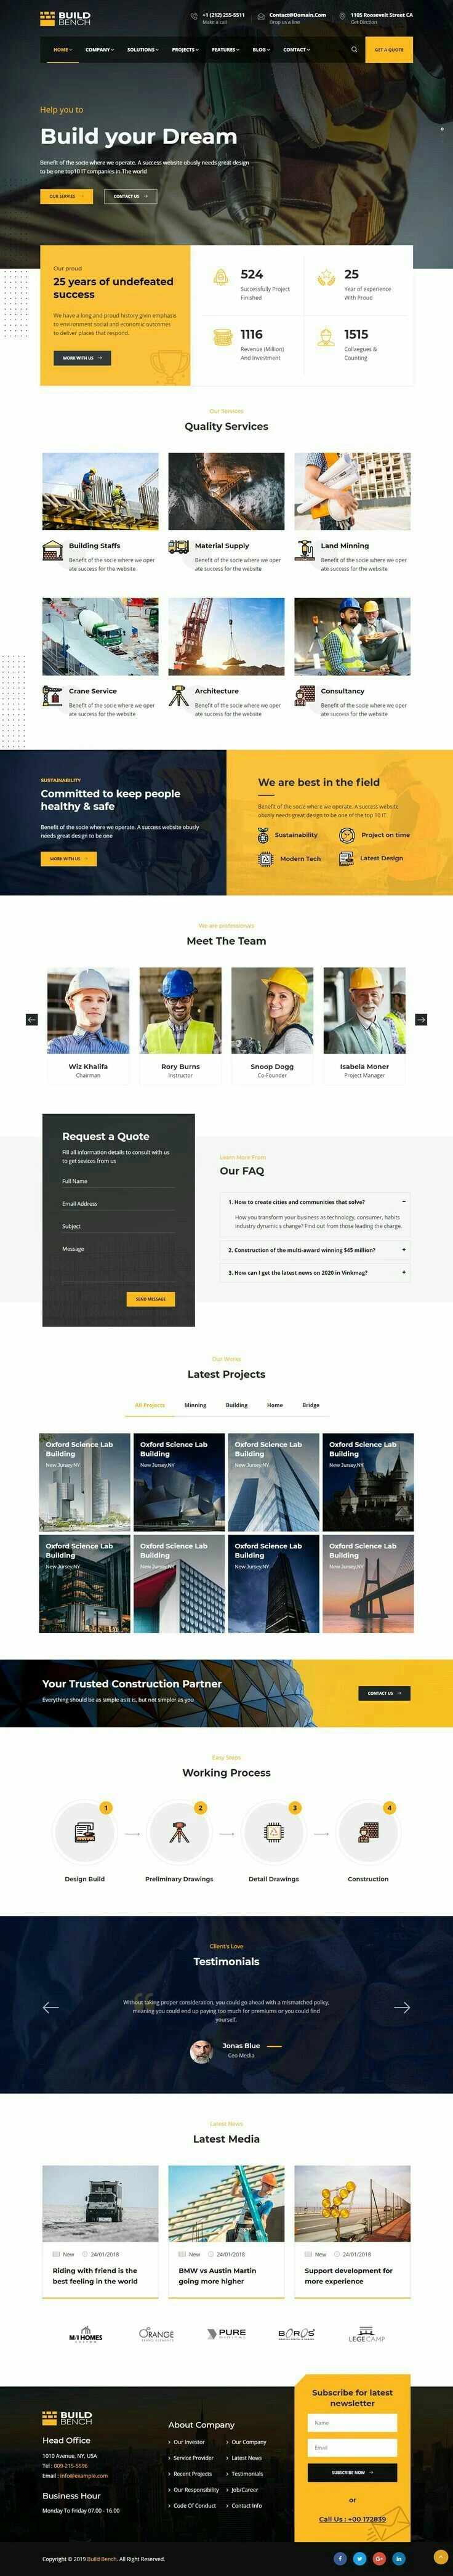 BUILD
BENCH
+1 (212) 255-5511
Make a call
Contact@Domain.Com
Drop us a line
1105 Roosevelt Street CA
Get Direction
HOME COMPANY SOLUTIONS PROJECTS FEATURES BLOG CONTACT
GET A QUOTE
Help you to
Build your Dream
Benefit of the socie where we operate. A success website obusly needs great design
to be one top10 IT companies in The world
OUR SERVIES
CONTACT US
Our proud
25 years of undefeated
success
We have a long and proud history givin emphasis
to environment social and economic outcomes
to deliver places that respond.
WORK WITH US
524
Successfully Project
Finished
25
Year of experience
With Proud
1116
Revenue (Million)
And Investment
1515
Collaegues &
Counting
Our Services
Quality Services
Building Staffs
Benefit of the socie where we oper
ate success for the website
Material Supply
Benefit of the socie where we oper
ate success for the website
Land Minning
Benefit of the socie where we oper
ate success for the website
Crane Service
Benefit of the socie where we oper
ate success for the website
Architecture
Benefit of the socie where we oper
ate success for the website
Consultancy
Benefit of the socie where we oper
ate success for the website
SUSTAINABILITY
Committed to keep people
healthy & safe
Benefit of the socie where we operate. A success website obusly
needs great design to be one
WORK WITH US
We are best in the field
Benefit of the socie where we operate. A success website
obusly needs great design to be one of the top 10 IT
Sustainability
Project on time
Modern Tech
Latest Design
We are professionals
Meet The Team
Wiz Khalifa
Chairman
Rory Burns
Instructor
Snoop Dogg
Co-Founder
Isabela Moner
Project Manager
Request a Quote
Fill all information details to consult with us
to get sevices from us
Full Name
Email Address
Subject
Message
SEND MESSAGE
Learn More From
Our FAQ
1. How to create cities and communities that solve?
How you transform your business as technology, consumer, habits
industry dynamic s change? Find out from those leading the charge.
2. Construction of the multi-award winning $45 million?
3. How can I get the latest news on 2020 in Vinkmag?
Our Works
Latest Projects
All Projects Minning Building Home Bridge
Oxford Science Lab
Building
New Jursey,NY
Oxford Science Lab
Building
New Jursey,NY
Oxford Science Lab
Building
New Jursey,NY
Oxford Science Lab
Building
New Jursey,NY
Oxford Science Lab
Building
New Jursey,NY
Oxford Science Lab
Building
New Jursey,NY
Oxford Science Lab
Building
New Jursey,NY
Oxford Science Lab
Building
New Jursey,NY
Your Trusted Construction Partner
Everything should be as simple as it is, but not simpler as you
CONTACT US
Easy Steps
Working Process
1
2
3
4
Design Build
Preliminary Drawings
Detail Drawings
Construction
Client's Love
Testimonials
Without taking proper consideration, you could go ahead with a mismatched policy,
meaning you could end up paying too much for premiums or you could find
yourself.
Jonas Blue
Ceo Media
Latest News
Latest Media
New 24/01/2018
Riding with friend is the
best feeling in the world
New 24/01/2018
BMW vs Austin Martin
going more higher
New 24/01/2018
Support development for
more experience
M/I HOMES
ORANGE
PURE
BOROS
LEGECAMP
BUILD
BENCH
Head Office
1010 Avenue, NY, USA
Tel : 009-215-5596
Email : info@example.com
Business Hour
Monday To Friday 07.00 - 16.00
About Company
Our Investor
Our Company
Service Provider
Latest News
Recent Projects
Testimonials
Our Responsibility
Job/Career
Code Of Conduct
Contact Info
Subscribe for latest
newsletter
Name
Email
SUBSCRIBE NOW
or
Call Us : +00 172839
Copyright © 2019 Build Bench. All Right Reserved.